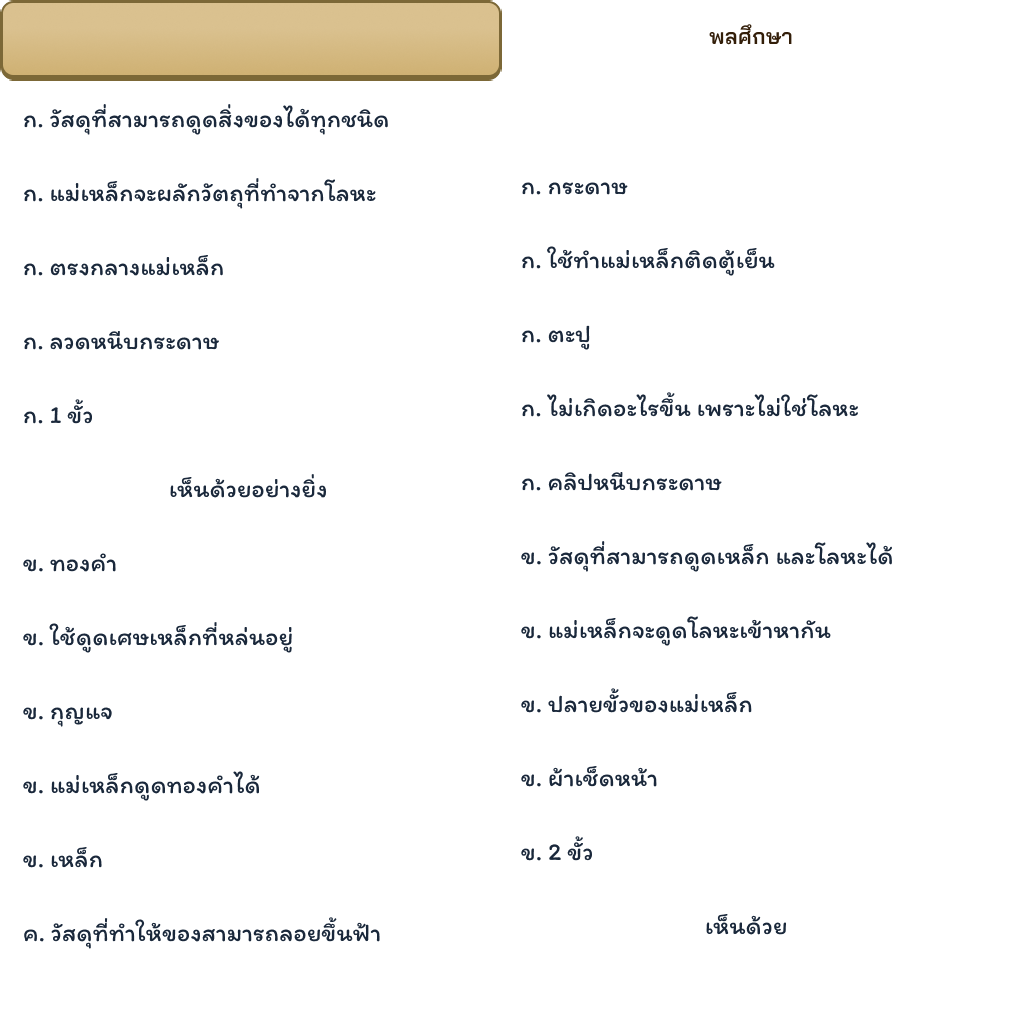 พลศึกษา
ก. วัสดุที่สามารถดูดสิ่งของได้ทุกชนิด
ก. แม่เหล็กจะผลักวัตถุที่ทำจากโลหะ
ก. ตรงกลางแม่เหล็ก
ก. ลวดหนีบกระดาษ
ก. 1 ขั้ว
เห็นด้วยอย่างยิ่ง
ข. ทองคำ
ข. ใช้ดูดเศษเหล็กที่หล่นอยู่
ข. กุญแจ
ข. แม่เหล็กดูดทองคำได้
ข. เหล็ก
ค. วัสดุที่ทำให้ของสามารถลอยขึ้นฟ้า
ก. กระดาษ
ก. ใช้ทำแม่เหล็กติดตู้เย็น
ก. ตะปู
ก. ไม่เกิดอะไรขึ้น เพราะไม่ใช่โลหะ
ก. คลิปหนีบกระดาษ
ข. วัสดุที่สามารถดูดเหล็ก และโลหะได้
ข. แม่เหล็กจะดูดโลหะเข้าหากัน
ข. ปลายขั้วของแม่เหล็ก
ข. ผ้าเช็ดหน้า
ข. 2 ขั้ว
เห็นด้วย